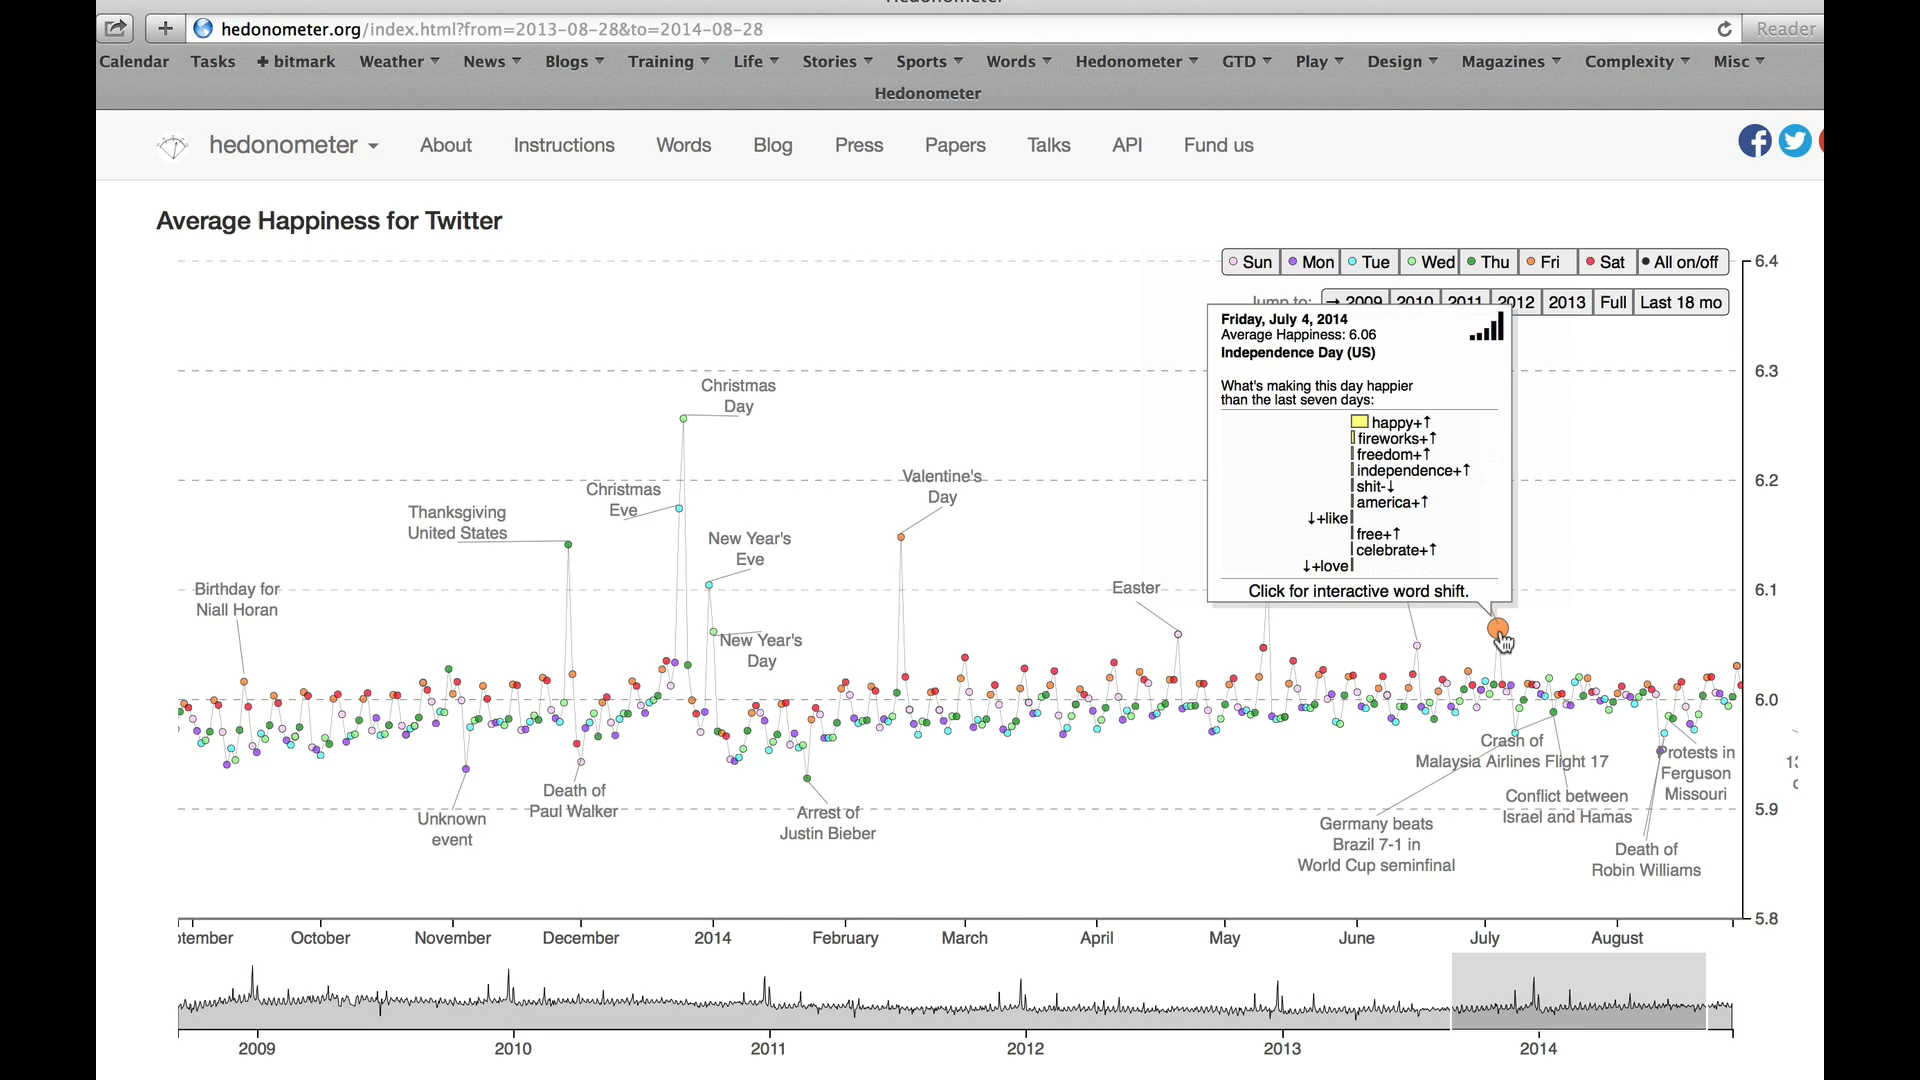 Hedonometer
hedonometer.org/index.html?from=2013-08-28&to=2014-08-28
Reader
Calendar Tasks + bitmark Weather News Blogs Training Life Stories Sports Words Hedonometer GTD Play Design Magazines Complexity Misc
Hedonometer
hedonometer About Instructions Words Blog Press Papers Talks API Fund us
Average Happiness for Twitter
Sun Mon Tue Wed Thu Fri Sat All on/off
Jump to: → 2009 2010 2011 2012 2013 Full Last 18 mo
Friday, July 4, 2014
Average Happiness: 6.06
Independence Day (US)
What's making this day happier
than the last seven days:
happy+↑
fireworks+↑
freedom+↑
independence+↑
shit-↓
america+↑
↓+like
free+↑
celebrate+↑
↓+love
Click for interactive word shift.
6.4
6.3
6.2
6.1
6.0
5.9
5.8
Birthday for
Niall Horan
Thanksgiving
United States
Unknown
event
Death of
Paul Walker
Christmas
Eve
Christmas
Day
New Year's
Eve
New Year's
Day
Arrest of
Justin Bieber
Valentine's
Day
Easter
Crash of
Malaysia Airlines Flight 17
Germany beats
Brazil 7-1 in
World Cup seminfinal
Conflict between
Israel and Hamas
Protests in
Ferguson
Missouri
Death of
Robin Williams
ptember October November December 2014 February March April May June July August
2009 2010 2011 2012 2013 2014